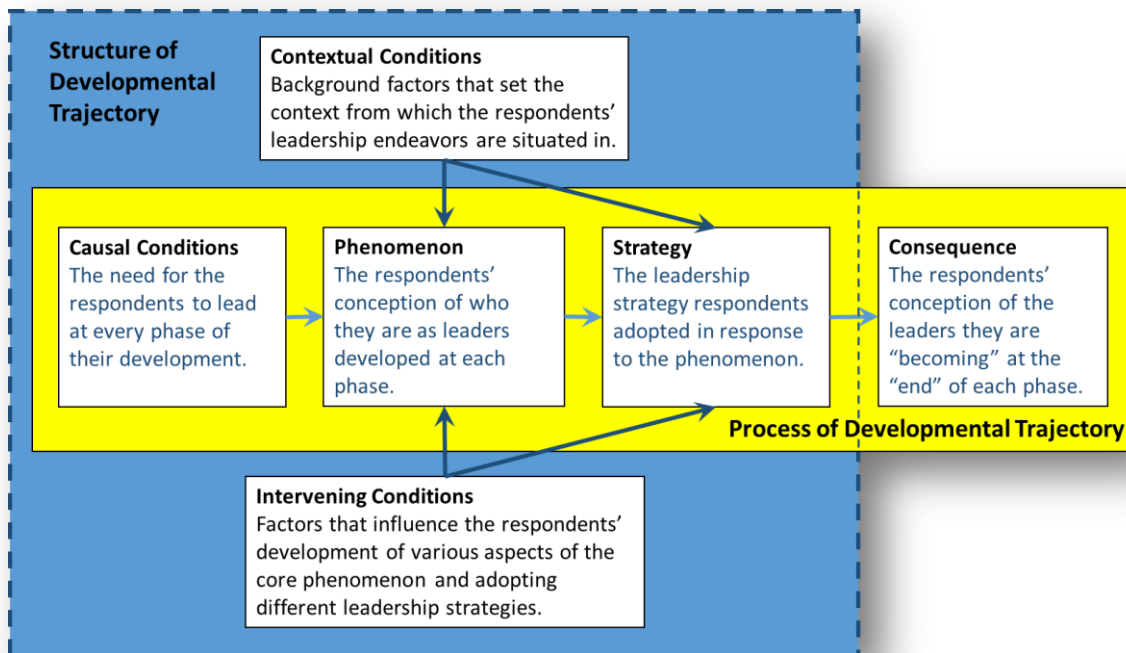 Structure of
Developmental
Trajectory
Contextual Conditions
Background factors that set the
context from which the respondents’
leadership endeavors are situated in.
Causal Conditions
The need for the
respondents to lead
at every phase of
their development.
Phenomenon
The respondents’
conception of who
they are as leaders
developed at each
phase.
Strategy
The leadership
strategy respondents
adopted in response
to the phenomenon.
Consequence
The respondents’
conception of the
leaders they are
“becoming” at the
“end” of each phase.
Process of Developmental Trajectory
Intervening Conditions
Factors that influence the respondents’
development of various aspects of the
core phenomenon and adopting
different leadership strategies.